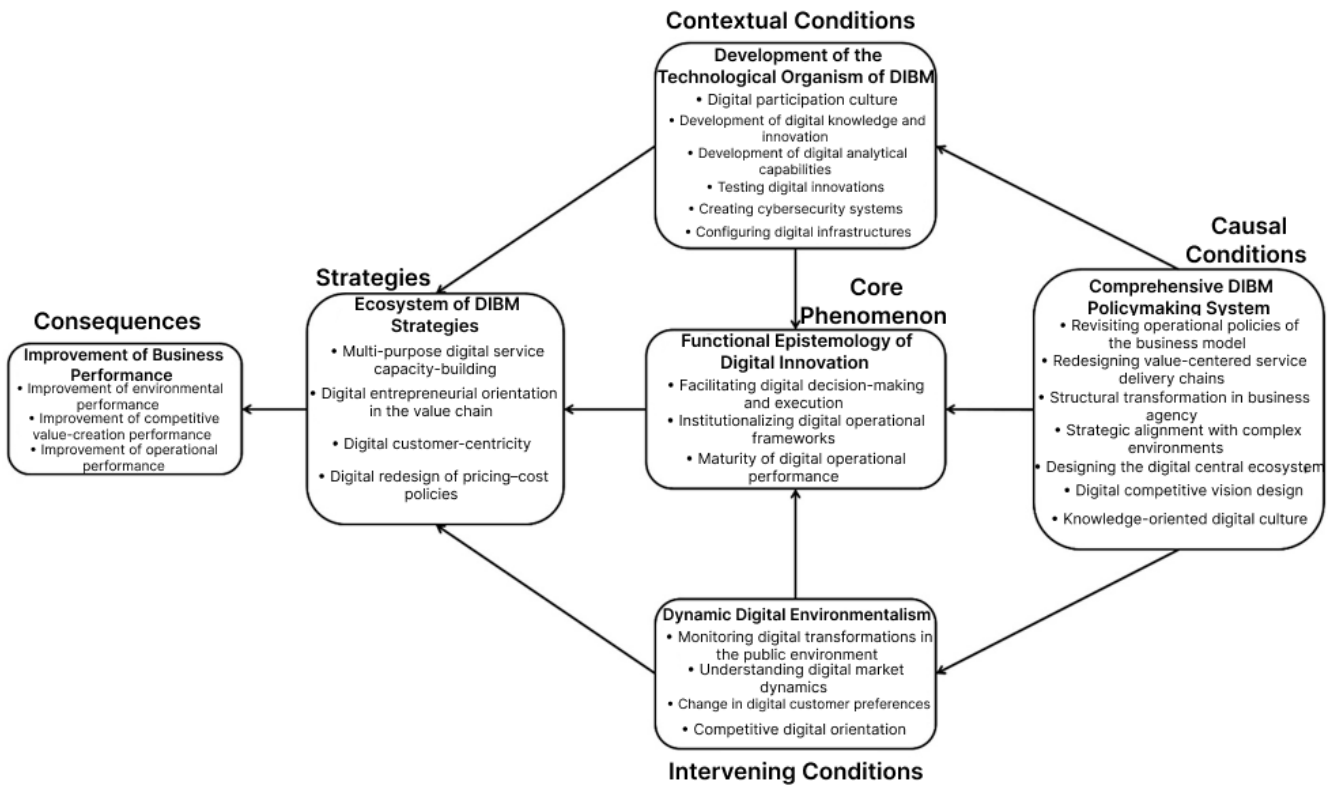 Contextual Conditions
Development of the
Technological Organism of DIBM
• Digital participation culture
• Development of digital knowledge and
innovation
• Development of digital analytical
capabilities
• Testing digital innovations
• Creating cybersecurity systems
• Configuring digital infrastructures
Causal
Conditions
Comprehensive DIBM
Policymaking System
• Revisiting operational policies of
the business model
• Redesigning value-centered service
delivery chains
• Structural transformation in business
agency
• Strategic alignment with complex
environments
• Designing the digital central ecosystem
• Digital competitive vision design
• Knowledge-oriented digital culture
Core
Phenomenon
Functional Epistemology of
Digital Innovation
• Facilitating digital decision-making
and execution
• Institutionalizing digital operational
frameworks
• Maturity of digital operational
performance
Strategies
Ecosystem of DIBM
Strategies
• Multi-purpose digital service
capacity-building
• Digital entrepreneurial orientation
in the value chain
• Digital customer-centricity
• Digital redesign of pricing–cost
policies
Consequences
Improvement of Business
Performance
• Improvement of environmental
performance
• Improvement of competitive
value-creation performance
• Improvement of operational
performance
Dynamic Digital Environmentalism
• Monitoring digital transformations in
the public environment
• Understanding digital market
dynamics
• Change in digital customer preferences
• Competitive digital orientation
Intervening Conditions